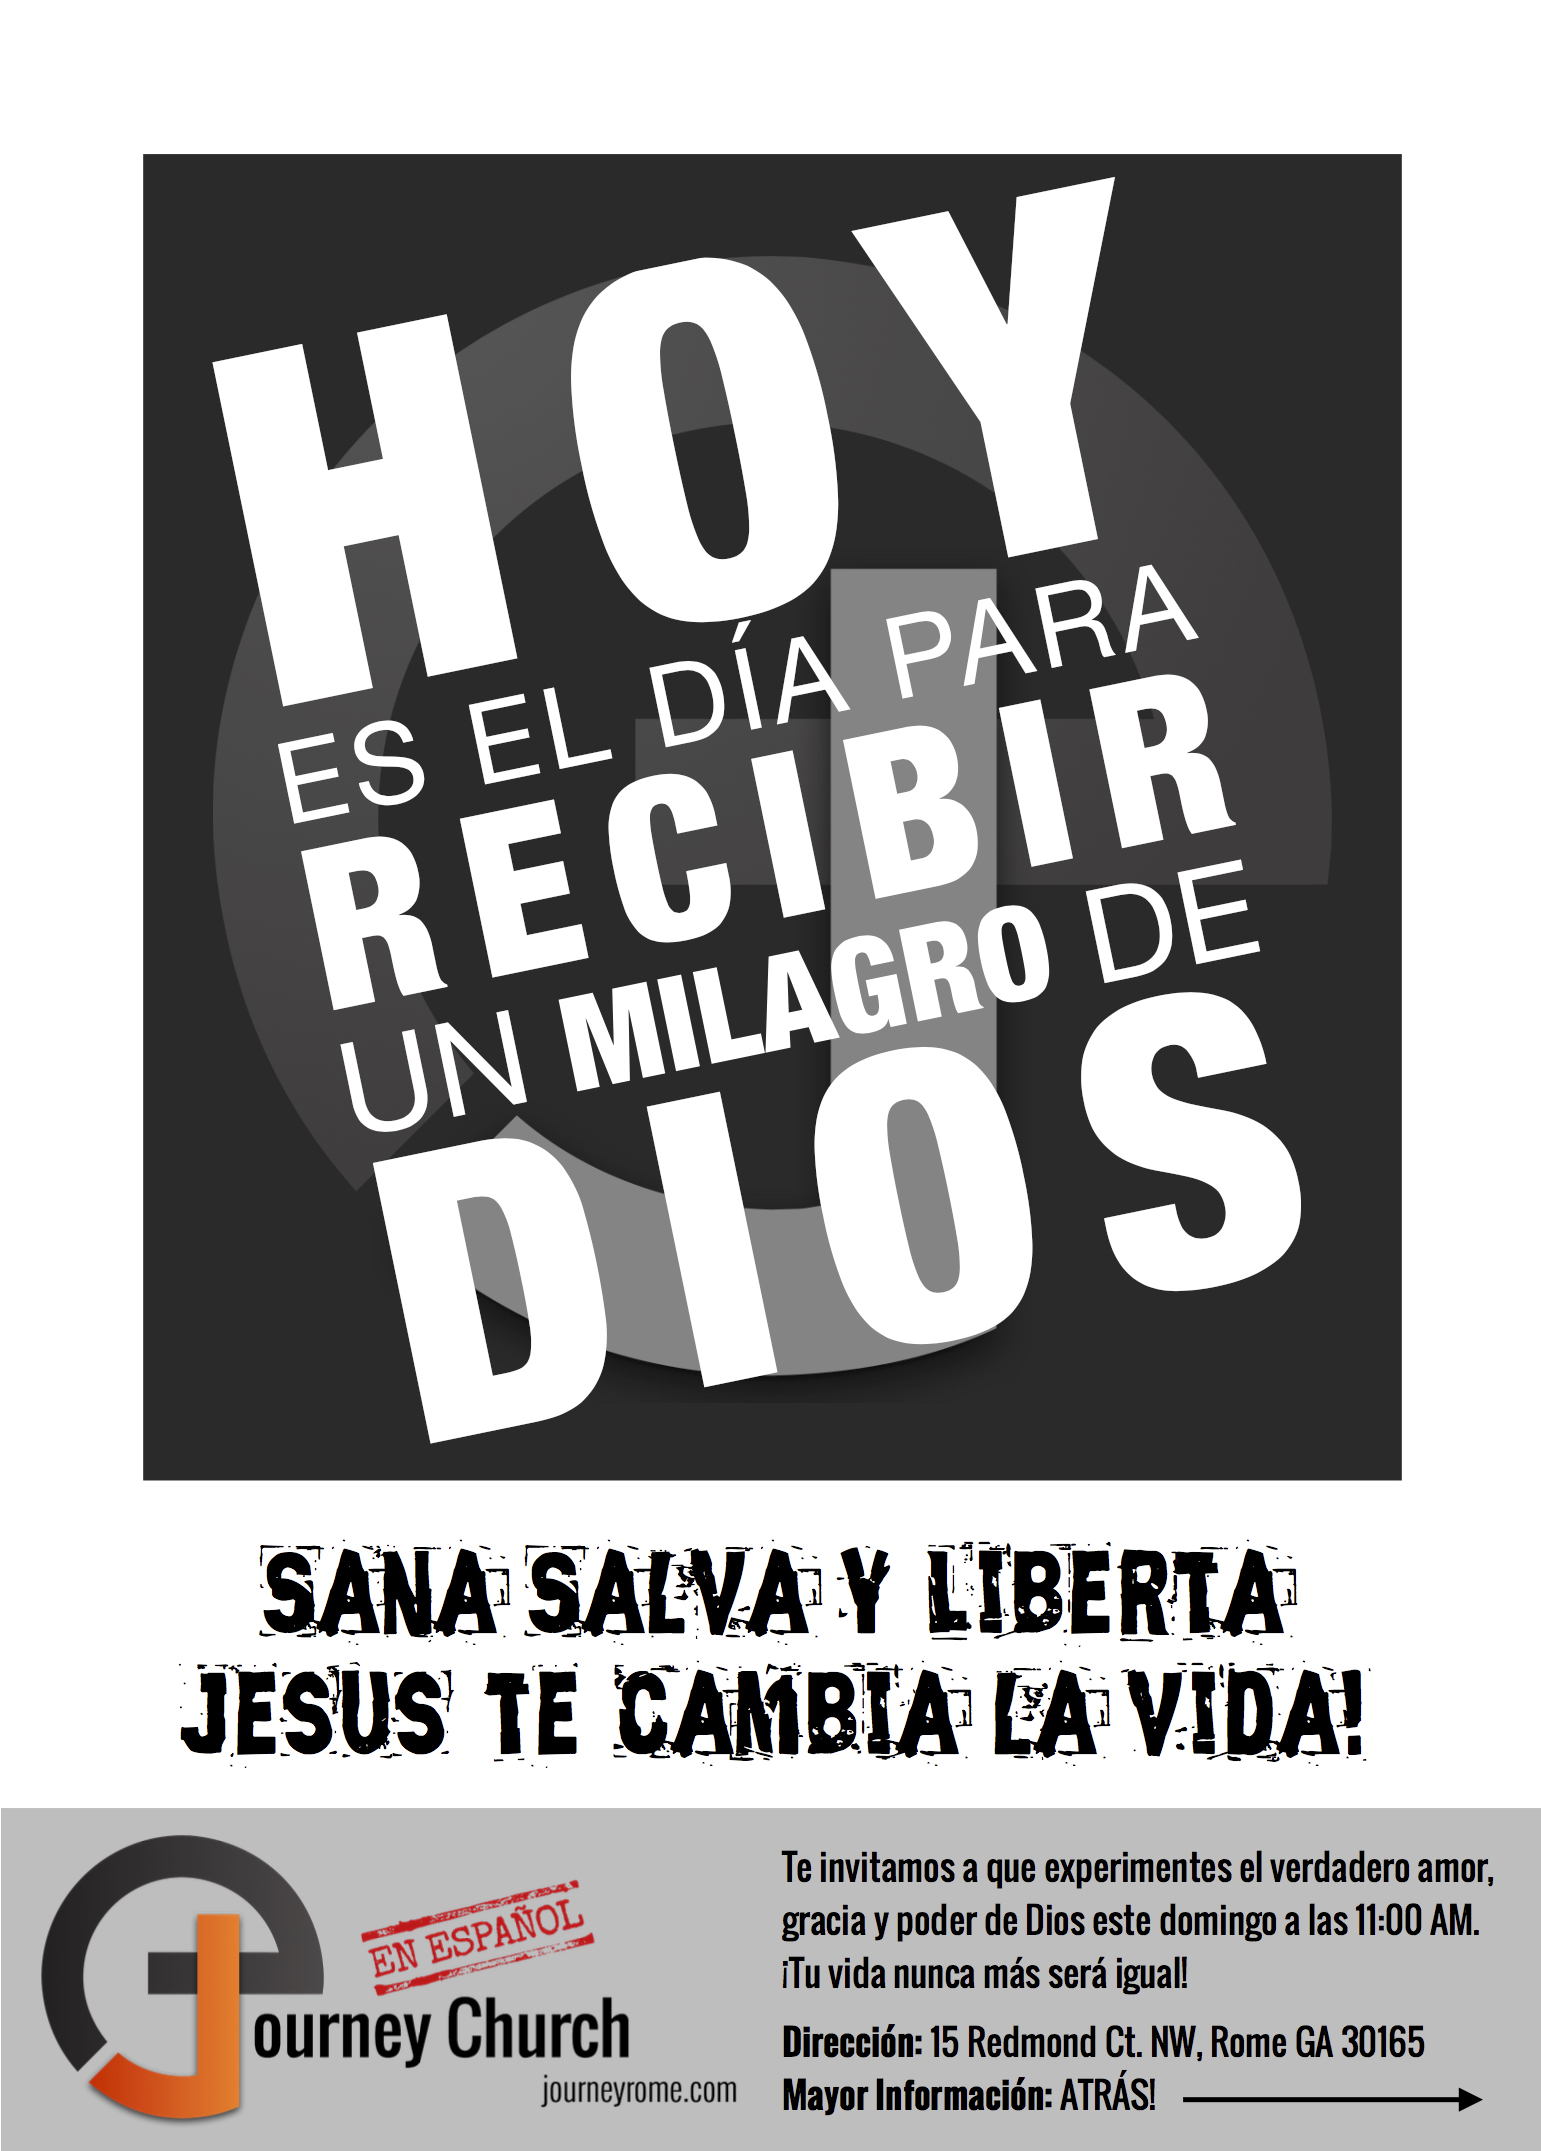 HOY
ES EL DÍA PARA
RECIBIR
UN MILAGRO DE
DIOS
SANA SALVA Y LIBERTA
JESUS TE CAMBIA LA VIDA!
EN ESPAÑOL
Journey Church
journeyrome.com
Te invitamos a que experimentes el verdadero amor,
gracia y poder de Dios este domingo a las 11:00 AM.
¡Tu vida nunca más será igual!
Dirección: 15 Redmond Ct. NW, Rome GA 30165
Mayor Información: ATRÁS!